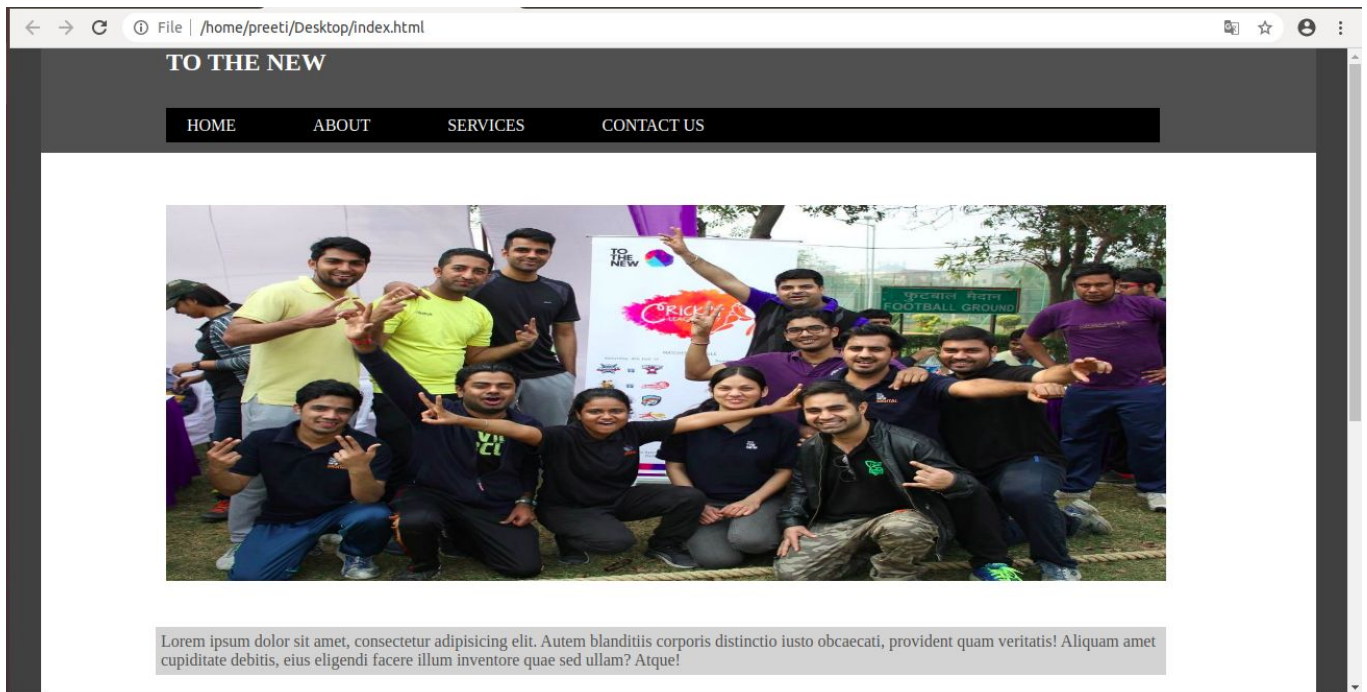 File | /home/preeti/Desktop/index.html
TO THE NEW
HOME ABOUT SERVICES CONTACT US
TO
THE
NEW
CRICK
फुटबाल मैदान
FOOTBALL GROUND
Lorem ipsum dolor sit amet, consectetur adipisicing elit. Autem blanditiis corporis distinctio iusto obcaecati, provident quam veritatis! Aliquam amet
cupiditate debitis, eius eligendi facere illum inventore quae sed ullam? Atque!